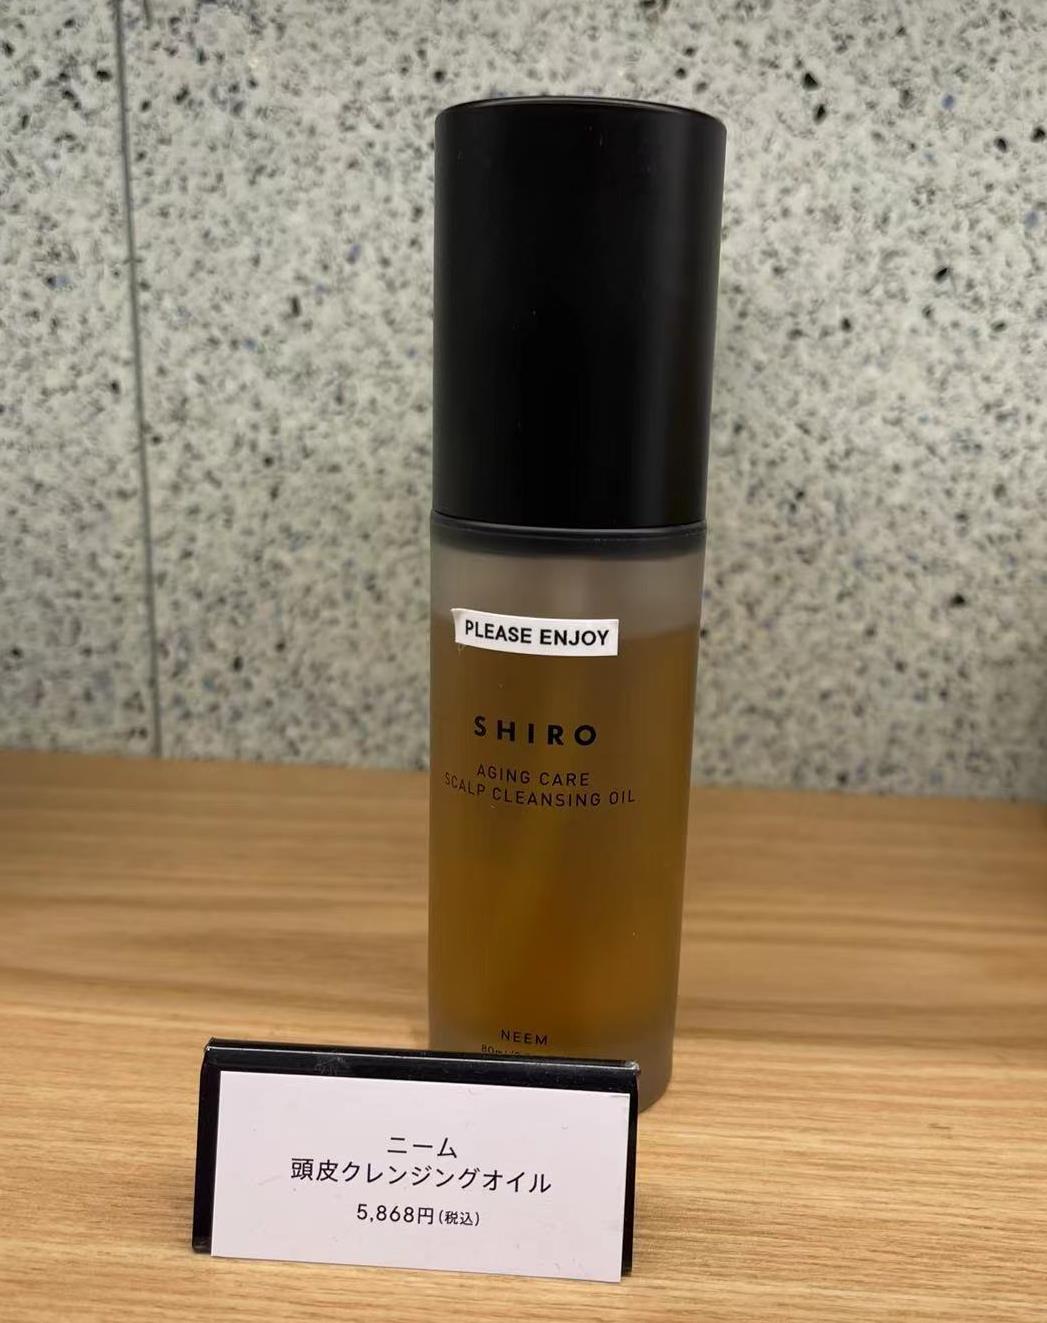 PLEASE ENJOY
SHIRO
AGING CARE
SCALP CLEANSING OIL
NEEM
ニーム
頭皮クレンジングオイル
5,868円(税込)